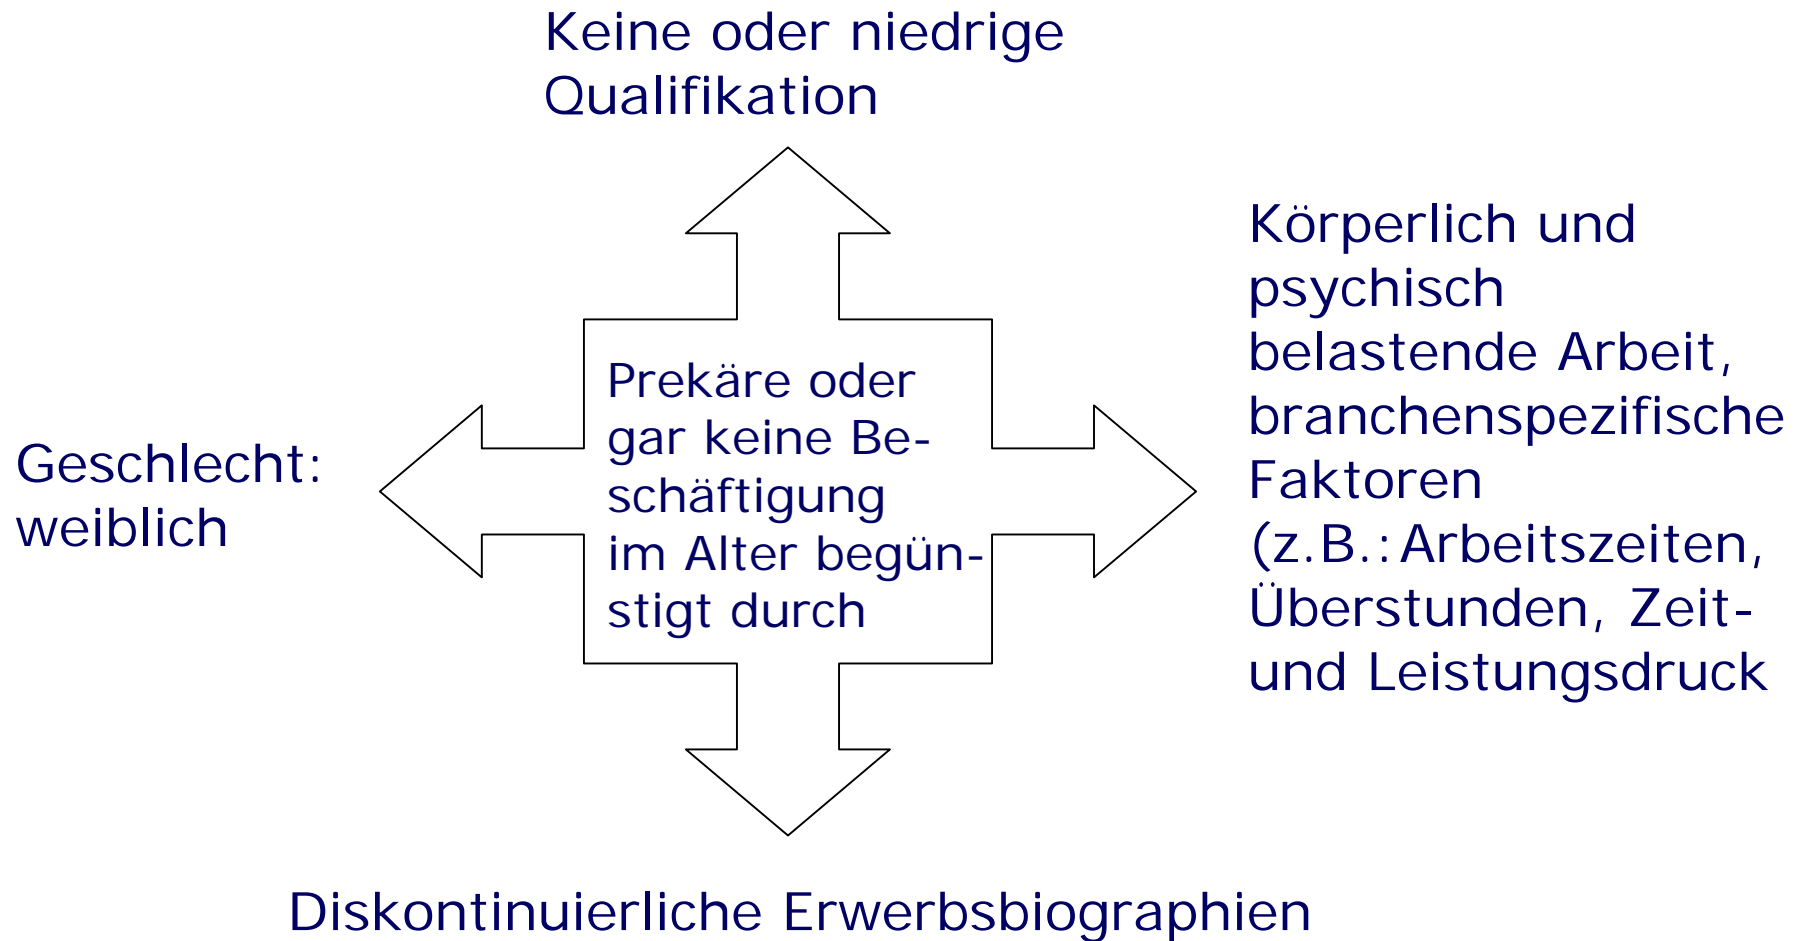 Keine oder niedrige
Qualifikation
Körperlich und
psychisch
belastende Arbeit,
branchenspezifische
Faktoren
(z.B.: Arbeitszeiten,
Überstunden, Zeit-
und Leistungsdruck
Prekäre oder
gar keine Be-
schäftigung
im Alter begün-
stigt durch
Geschlecht:
weiblich
Diskontinuierliche Erwerbsbiographien